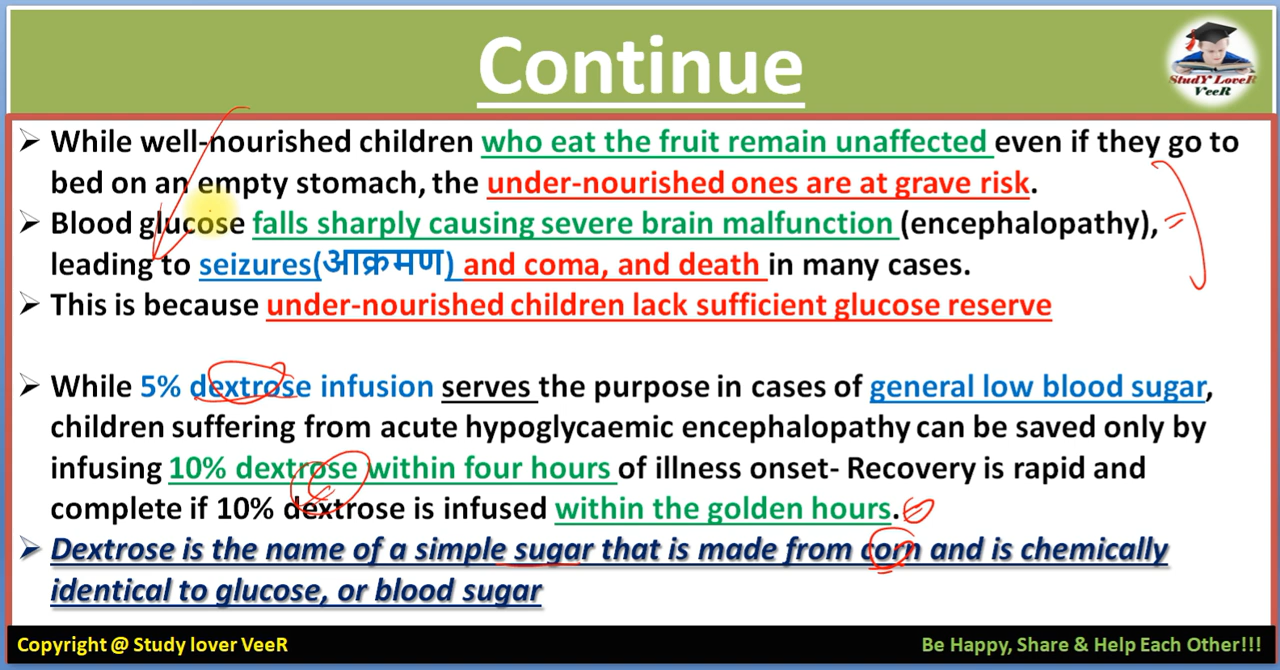 Continue
StudY LoveR
VeeR
➢ While well-nourished children who eat the fruit remain unaffected even if they go to
bed on an empty stomach, the under-nourished ones are at grave risk.
➢ Blood glucose falls sharply causing severe brain malfunction (encephalopathy),
leading to seizures(आक्रमण) and coma, and death in many cases.
➢ This is because under-nourished children lack sufficient glucose reserve
➢ While 5% dextrose infusion serves the purpose in cases of general low blood sugar,
children suffering from acute hypoglycaemic encephalopathy can be saved only by
infusing 10% dextrose within four hours of illness onset- Recovery is rapid and
complete if 10% dextrose is infused within the golden hours.
➢ Dextrose is the name of a simple sugar that is made from corn and is chemically
identical to glucose, or blood sugar
Copyright @ Study lover VeeR
Be Happy, Share & Help Each Other!!!